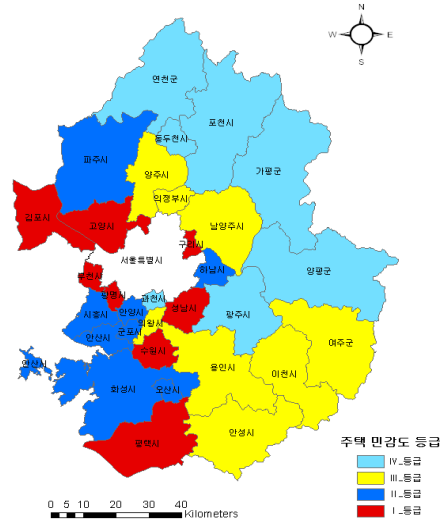 N
W E
S
연천군
포천시
동두천시
파주시
가평군
양주시
의정부시
김포시
고양시
남양주시
구리시
서울특별시
하남시
양평군
부천시
광명시
과천시
성남시
시흥시
안양시
광주시
의왕시
군포시
안산시
수원시
여주군
안산시
용인시
이천시
화성시
오산시
평택시
안성시
주택 민감도 등급
Ⅳ_등급
Ⅲ_등급
Ⅱ_등급
Ⅰ_등급
0 5 10 20 30 40
Kilometers